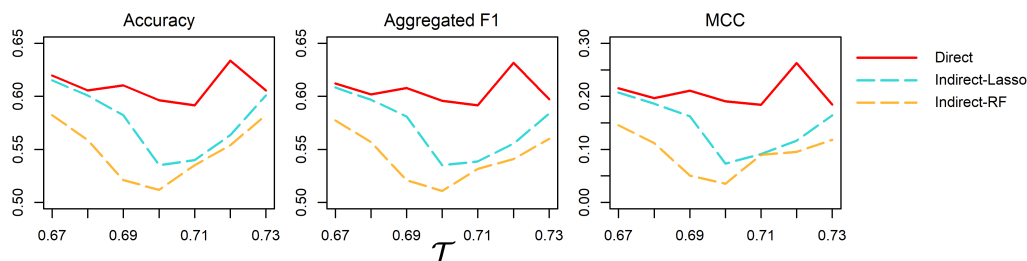 Accuracy
0.65
0.60
0.55
0.50
0.67 0.69 0.71 0.73
Aggregated F1
0.65
0.60
0.55
0.50
0.67 0.69 0.71 0.73
MCC
0.30
0.20
0.10
0.00
0.67 0.69 0.71 0.73
𝒯
Direct
Indirect-Lasso
Indirect-RF